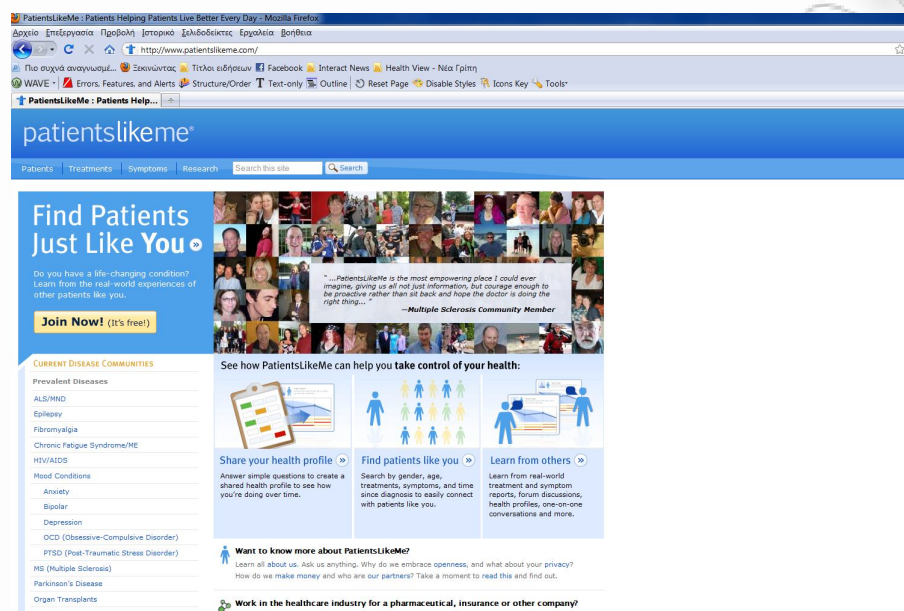 PatientsLikeMe : Patients Helping Patients Live Better Every Day - Mozilla Firefox
Αρχείο Επεξεργασία Προβολή Ιστορικό Σελιδοδείκτες Εργαλεία Βοήθεια
http://www.patientslikeme.com/
Πιο συχνά αναγνωσμέ... Ξεκινώντας Τίτλοι ειδήσεων Facebook Interact News Health View - Νέα Γρίπη
WAVE Errors, Features, and Alerts Structure/Order Text-only Outline Reset Page Disable Styles Icons Key Tools
PatientsLikeMe : Patients Help...
patientslikeme®
Patients Treatments Symptoms Research Search this site Search
Find Patients
Just Like You
Do you have a life-changing condition?
Learn from the real-world experiences of
other patients like you.
Join Now! (It's free!)
"...PatientsLikeMe is the most empowering place I could ever
imagine, giving us all not just information, but courage enough to
be proactive rather than sit back and hope the doctor is doing the
right thing..."
—Multiple Sclerosis Community Member
CURRENT DISEASE COMMUNITIES
Prevalent Diseases
ALS/MND
Epilepsy
Fibromyalgia
Chronic Fatigue Syndrome/ME
HIV/AIDS
Mood Conditions
Anxiety
Bipolar
Depression
OCD (Obsessive-Compulsive Disorder)
PTSD (Post-Traumatic Stress Disorder)
MS (Multiple Sclerosis)
Parkinson's Disease
Organ Transplants
See how PatientsLikeMe can help you take control of your health:
Share your health profile
Answer simple questions to create a
shared health profile to see how
you're doing over time.
Find patients like you
Search by gender, age,
treatments, symptoms, and time
since diagnosis to easily connect
with patients like you.
Learn from others
Learn from real-world
treatment and symptom
reports, forum discussions,
health profiles, one-on-one
conversations and more.
Want to know more about PatientsLikeMe?
Learn all about us. Ask us anything. Why do we embrace openness, and what about your privacy?
How do we make money and who are our partners? Take a moment to read this and find out.
Work in the healthcare industry for a pharmaceutical, insurance or other company?